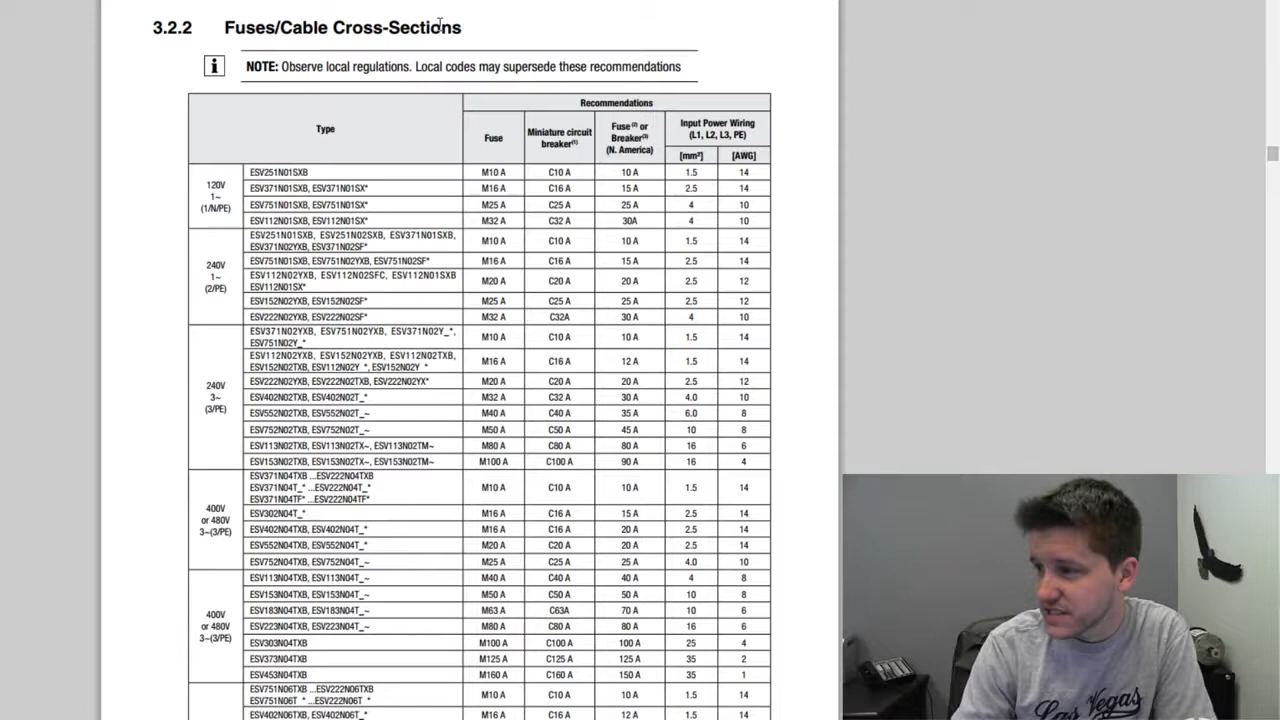 3.2.2 Fuses/Cable Cross-Sections
i NOTE: Observe local regulations. Local codes may supersede these recommendations
Type
Recommendations
Fuse
Miniature circuit
breaker(1)
Fuse(2) or
Breaker(3)
(N. America)
Input Power Wiring
(L1, L2, L3, PE)
[mm²] [AWG]
120V
1~
(1/N/PE)
ESV251N01SXB M10 A C10 A 10 A 1.5 14
ESV371N01SXB, ESV371N01SX* M16 A C16 A 15 A 2.5 14
ESV751N01SXB, ESV751N01SX* M25 A C25 A 25 A 4 10
ESV112N01SXB, ESV112N01SX* M32 A C32 A 30A 4 10
240V
1~
(2/PE)
ESV251N01SXB, ESV251N02SXB, ESV371N01SXB,
ESV371N02YXB, ESV371N02SF* M10 A C10 A 10 A 1.5 14
ESV751N01SXB, ESV751N02YXB, ESV751N02SF* M16 A C16 A 15 A 2.5 14
ESV112N02YXB, ESV112N02SFC, ESV112N01SXB
ESV112N01SX* M20 A C20 A 20 A 2.5 12
ESV152N02YXB, ESV152N02SF* M25 A C25 A 25 A 2.5 12
ESV222N02YXB, ESV222N02SF* M32 A C32A 30 A 4 10
240V
3~
(3/PE)
ESV371N02YXB, ESV751N02YXB, ESV371N02Y_*,
ESV751N02Y_* M10 A C10 A 10 A 1.5 14
ESV112N02YXB, ESV152N02YXB, ESV112N02TXB,
ESV152N02TXB, ESV112N02Y_*, ESV152N02Y_* M16 A C16 A 12 A 1.5 14
ESV222N02YXB, ESV222N02TXB, ESV222N02YX* M20 A C20 A 20 A 2.5 12
ESV402N02TXB, ESV402N02T_* M32 A C32 A 30 A 4.0 10
ESV552N02TXB, ESV552N02T_~ M40 A C40 A 35 A 6.0 8
ESV752N02TXB, ESV752N02T_~ M50 A C50 A 45 A 10 8
ESV113N02TXB, ESV113N02TX~, ESV113N02TM~ M80 A C80 A 80 A 16 6
ESV153N02TXB, ESV153N02TX~, ESV153N02TM~ M100 A C100 A 90 A 16 4
400V
or 480V
3~(3/PE)
ESV371N04TXB ...ESV222N04TXB
ESV371N04T_* ...ESV222N04T_*
ESV371N04TF* ...ESV222N04TF* M10 A C10 A 10 A 1.5 14
ESV302N04T_* M16 A C16 A 15 A 2.5 14
ESV402N04TXB, ESV402N04T_* M16 A C16 A 20 A 2.5 14
ESV552N04TXB, ESV552N04T_* M20 A C20 A 20 A 2.5 14
ESV752N04TXB, ESV752N04T_~ M25 A C25 A 25 A 4.0 10
400V
or 480V
3~(3/PE)
ESV113N04TXB, ESV113N04T_~ M40 A C40 A 40 A 4 8
ESV153N04TXB, ESV153N04T_~ M50 A C50 A 50 A 10 8
ESV183N04TXB, ESV183N04T_~ M63 A C63A 70 A 10 6
ESV223N04TXB, ESV223N04T_~ M80 A C80 A 80 A 16 6
ESV303N04TXB M100 A C100 A 100 A 25 4
ESV373N04TXB M125 A C125 A 125 A 35 2
ESV453N04TXB M160 A C160 A 150 A 35 1
ESV751N06TXB ...ESV222N06TXB
ESV751N06T_* ...ESV222N06T_* M10 A C10 A 10 A 1.5 14
ESV402N06TXB, ESV402N06T_* M16 A C16 A 12 A 1.5 14
Las Vegas